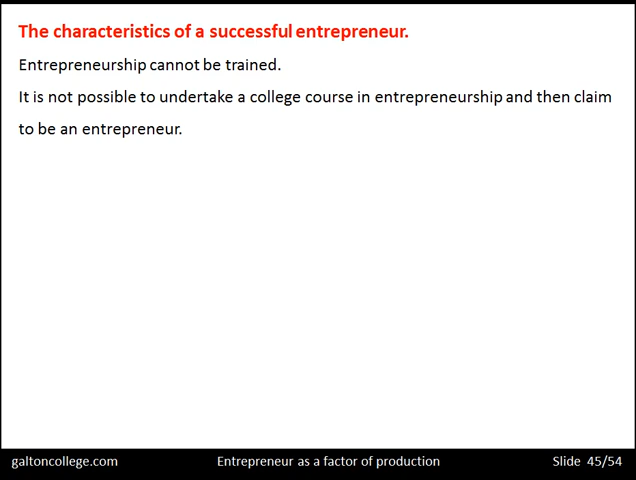 The characteristics of a successful entrepreneur.
Entrepreneurship cannot be trained.
It is not possible to undertake a college course in entrepreneurship and then claim
to be an entrepreneur.
galtoncollege.com Entrepreneur as a factor of production Slide 45/54